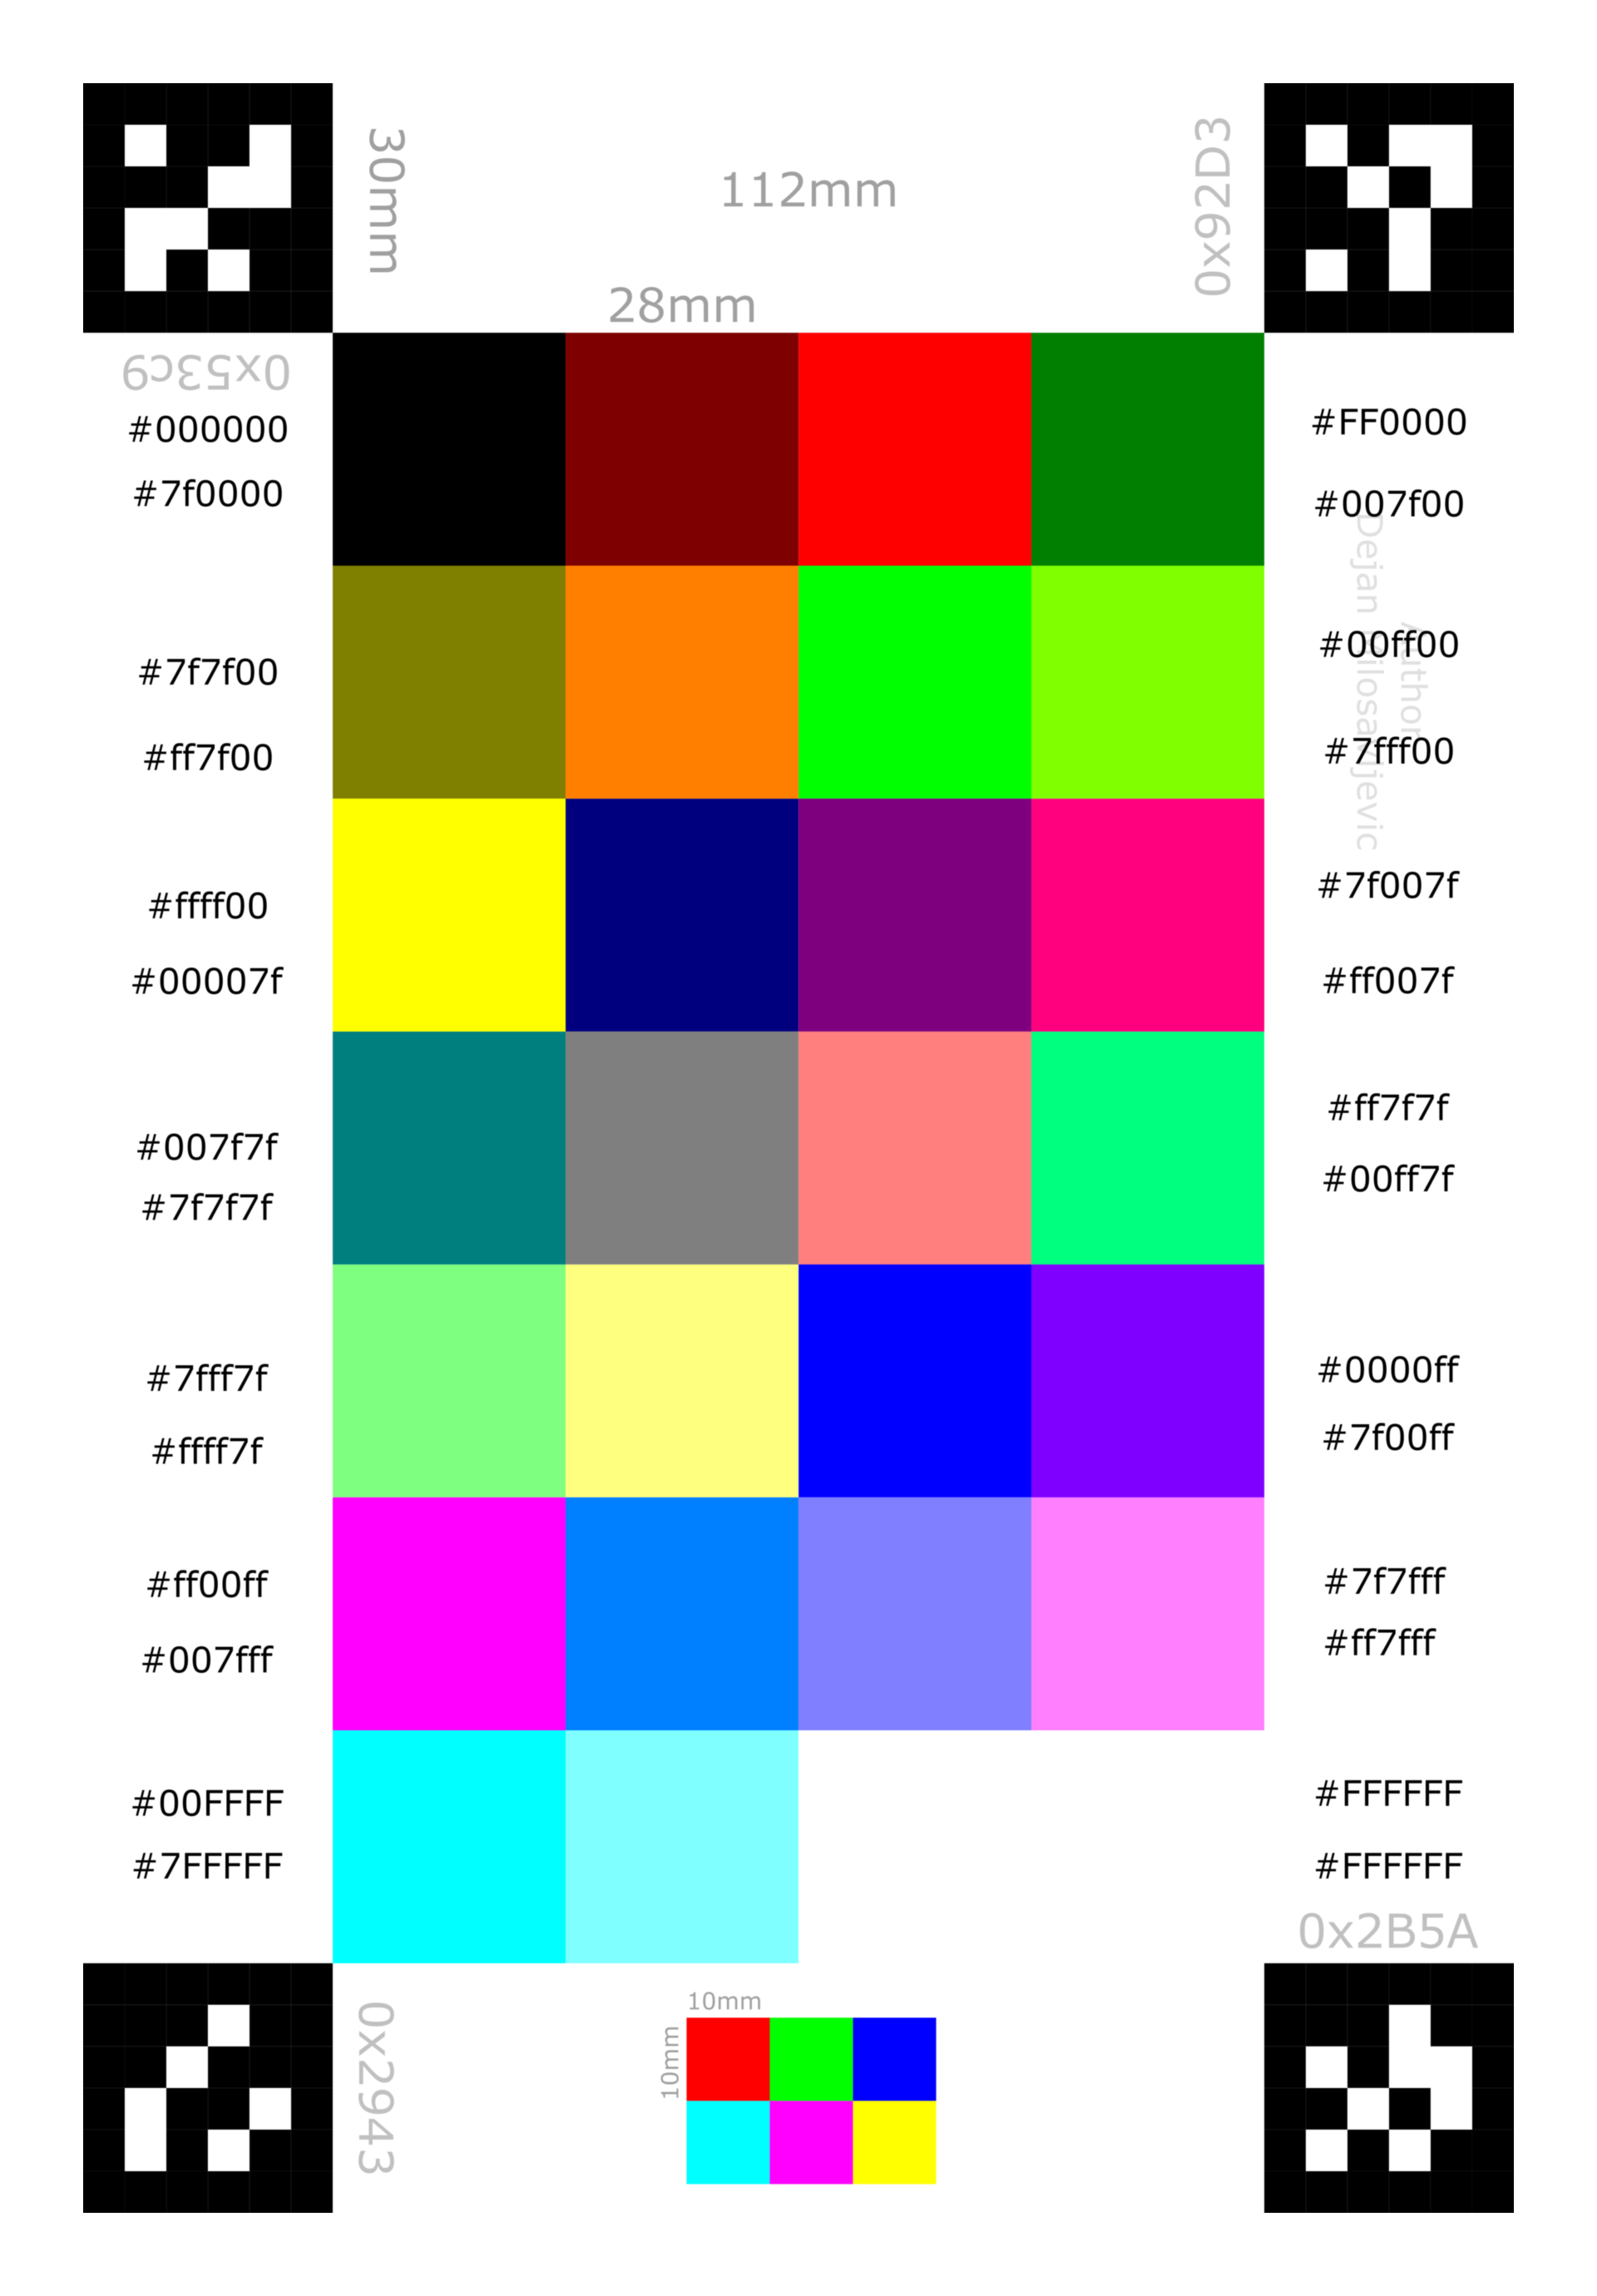 30mm
112mm
0x92D3
28mm
0x53c9
#000000
#7f0000
#FF0000
#007f00
Author
Dejan Milosavljevic
#7f7f00
#ff7f00
#00ff00
#7fff00
#ffff00
#00007f
#7f007f
#ff007f
#007f7f
#7f7f7f
#ff7f7f
#00ff7f
#7fff7f
#ffff7f
#0000ff
#7f00ff
#ff00ff
#007fff
#7f7fff
#ff7fff
#00FFFF
#7FFFFF
#FFFFFF
#FFFFFF
0x2B5A
0x2943
10mm
10mm